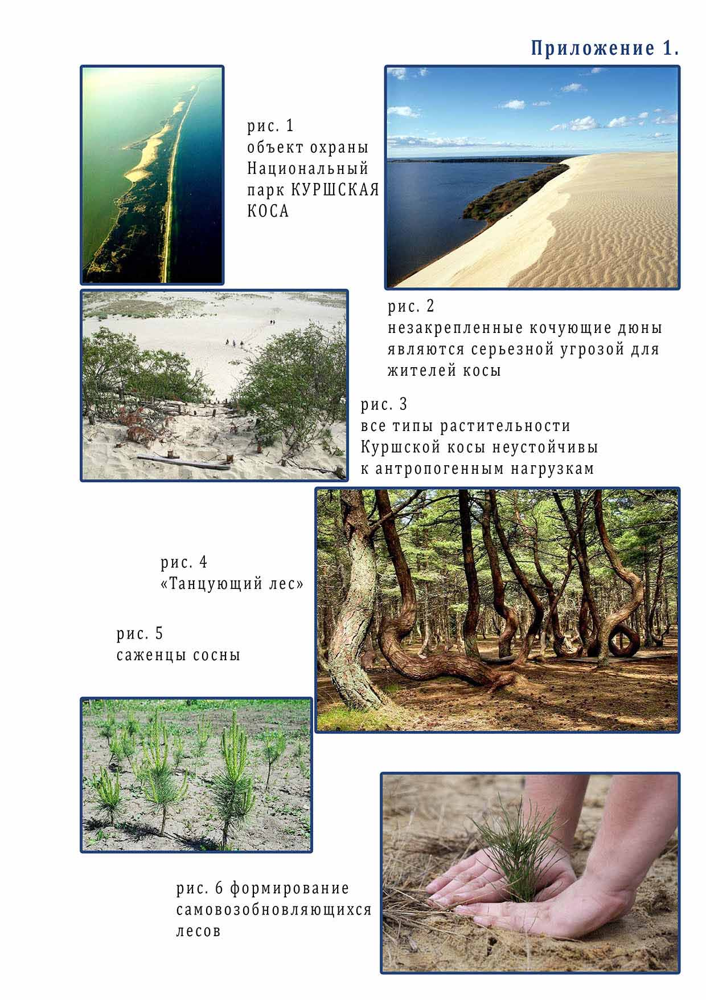 Приложение 1.
рис. 1
объект охраны
Национальный
парк КУРШСКАЯ
КОСА
рис. 2
незакрепленные кочующие дюны
являются серьезной угрозой для
жителей косы
рис. 3
все типы растительности
Куршской косы неустойчивы
к антропогенным нагрузкам
рис. 4
«Танцующий лес»
рис. 5
саженцы сосны
рис. 6 формирование
самовозобновляющихся
лесов